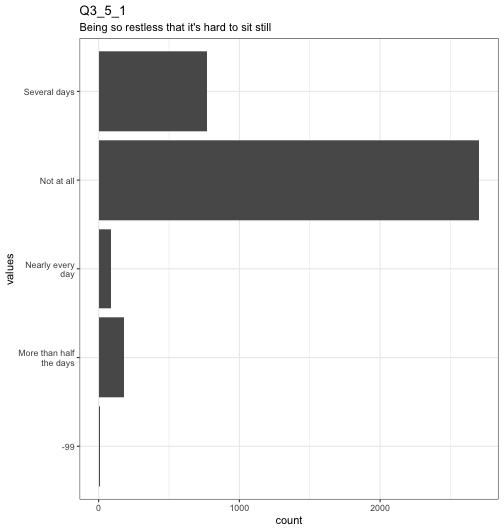 Q3_5_1
Being so restless that it's hard to sit still
Several days
Not at all
Nearly every
day
More than half
the days
-99
values
0
1000
2000
count